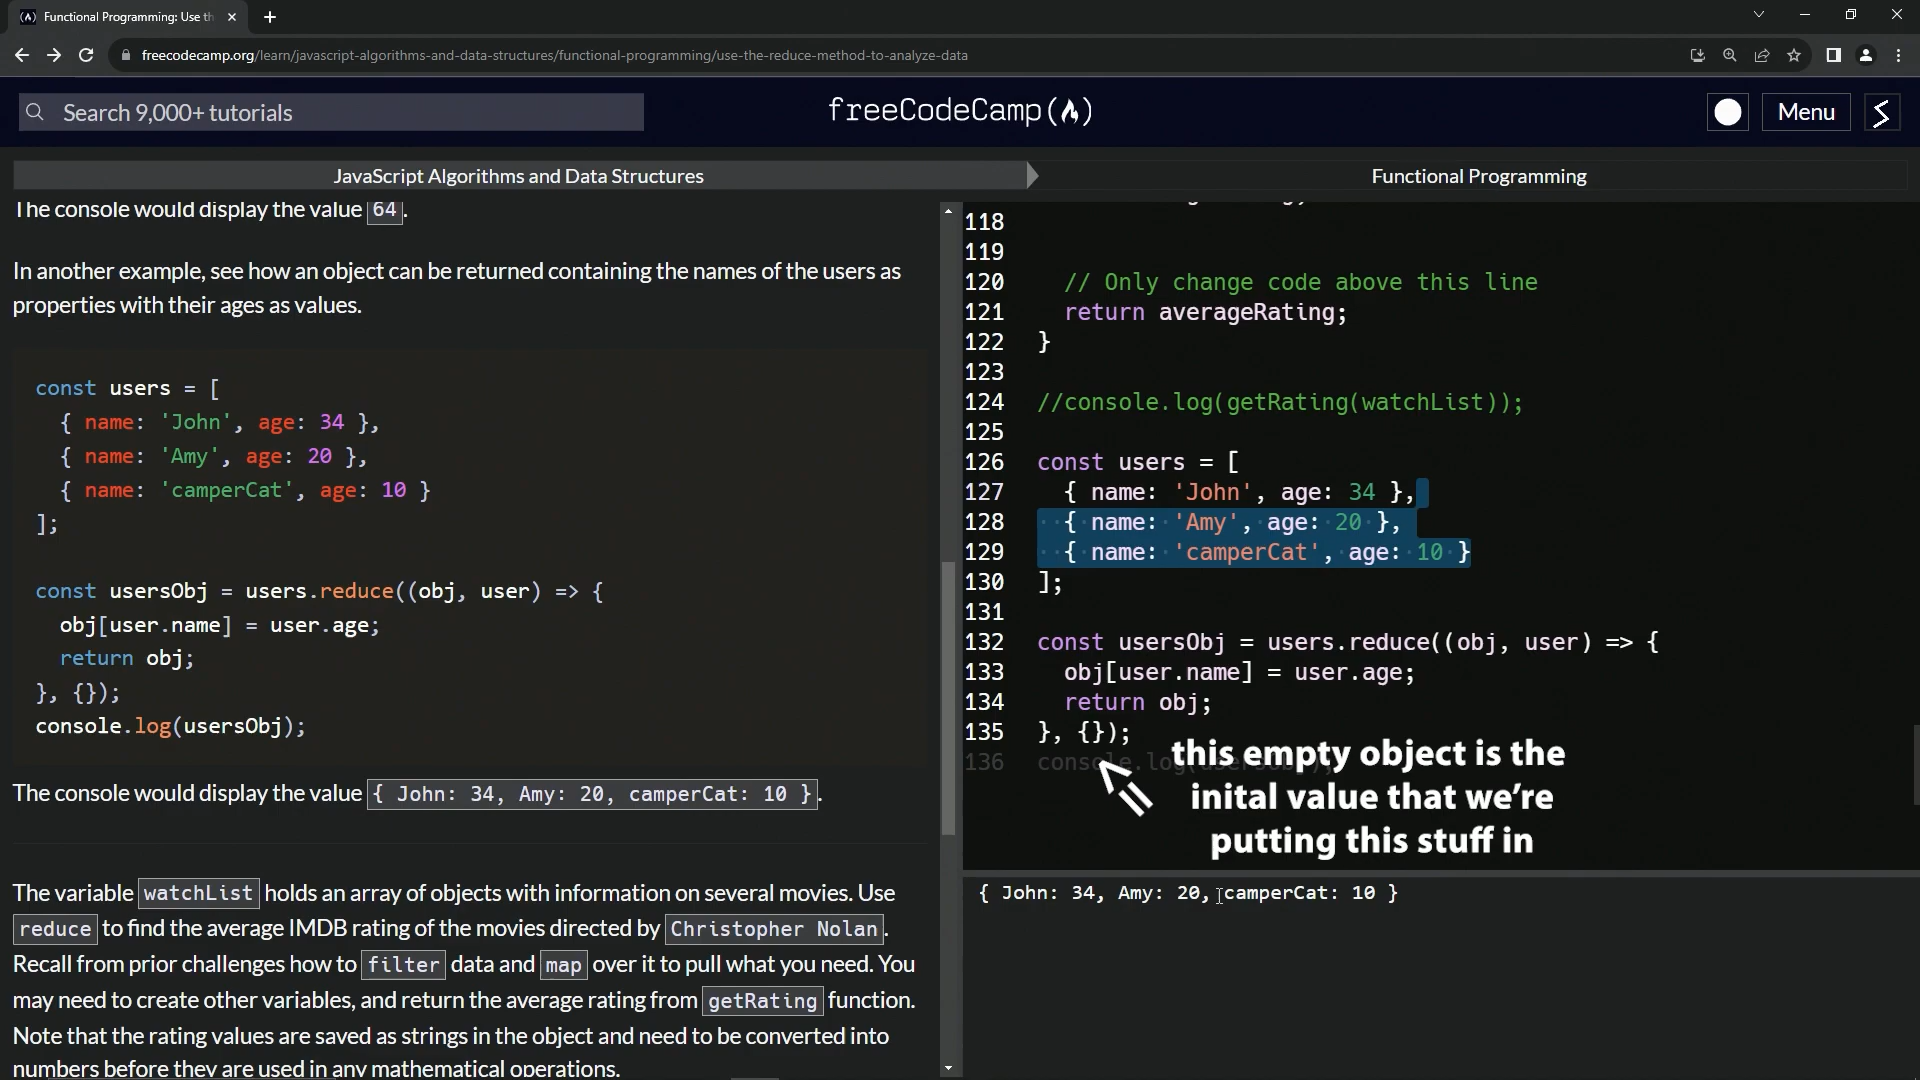 Functional Programming: Use th
freecodecamp.org/learn/javascript-algorithms-and-data-structures/functional-programming/use-the-reduce-method-to-analyze-data
Search 9,000+ tutorials
freeCodeCamp
Menu
JavaScript Algorithms and Data Structures
Functional Programming
The console would display the value 64.
In another example, see how an object can be returned containing the names of the users as
properties with their ages as values.
const users = [
{ name: 'John', age: 34 },
{ name: 'Amy', age: 20 },
{ name: 'camperCat', age: 10 }
];
const usersObj = users.reduce((obj, user) => {
obj[user.name] = user.age;
return obj;
}, {});
console.log(usersObj);
The console would display the value { John: 34, Amy: 20, camperCat: 10 }.
The variable watchList holds an array of objects with information on several movies. Use
reduce to find the average IMDB rating of the movies directed by Christopher Nolan.
Recall from prior challenges how to filter data and map over it to pull what you need. You
may need to create other variables, and return the average rating from getRating function.
Note that the rating values are saved as strings in the object and need to be converted into
numbers before they are used in any mathematical operations.
118
119
120 // Only change code above this line
121 return averageRating;
122 }
123
124 //console.log(getRating(watchList));
125
126 const users = [
127 { name: 'John', age: 34 },
128 { name: 'Amy', age: 20 },
129 { name: 'camperCat', age: 10 }
130 ];
131
132 const usersObj = users.reduce((obj, user) => {
133 obj[user.name] = user.age;
134 return obj;
135 }, {});
136 console.log(usersObj);
this empty object is the
inital value that we're
putting this stuff in
{ John: 34, Amy: 20, camperCat: 10 }